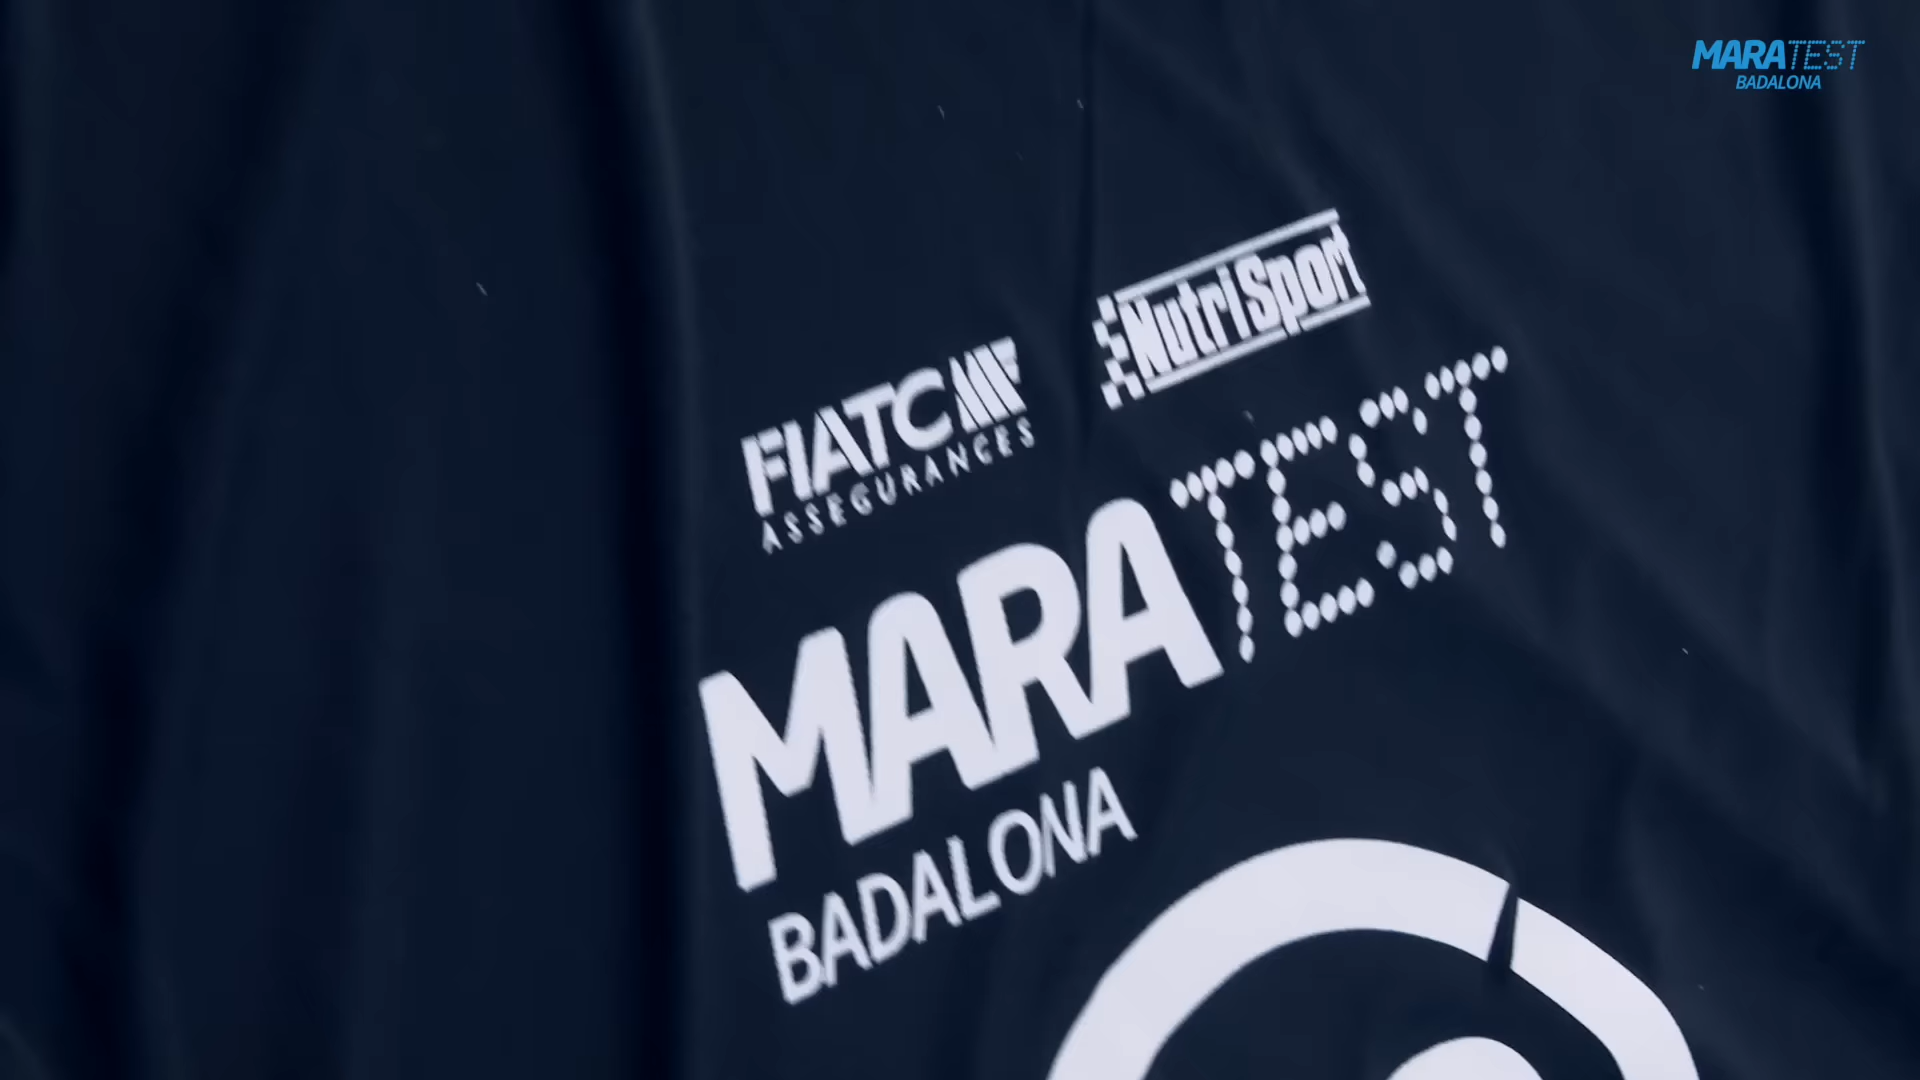 MARATEST
BADALONA
NutriSport
FIATC
ASSEGURANCES
MARATEST
BADALONA